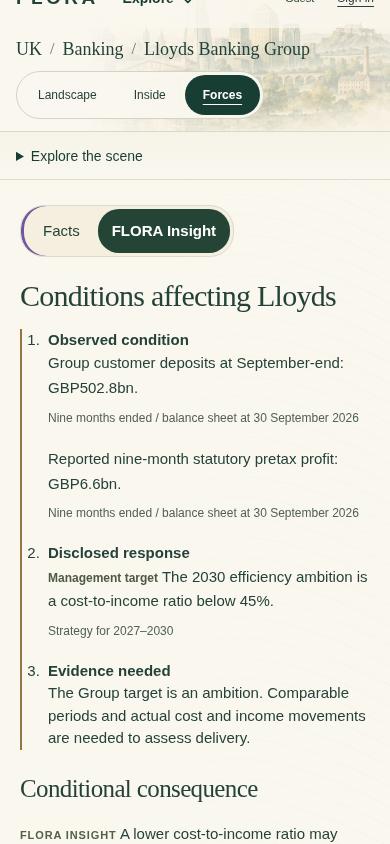 FLORA Explore Guest Sign in
UK / Banking / Lloyds Banking Group
Landscape Inside Forces
Explore the scene
Facts FLORA Insight
Conditions affecting Lloyds
1. Observed condition
Group customer deposits at September-end:
GBP502.8bn.
Nine months ended / balance sheet at 30 September 2026
Reported nine-month statutory pretax profit:
GBP6.6bn.
Nine months ended / balance sheet at 30 September 2026
2. Disclosed response
Management target The 2030 efficiency ambition is
a cost-to-income ratio below 45%.
Strategy for 2027–2030
3. Evidence needed
The Group target is an ambition. Comparable
periods and actual cost and income movements
are needed to assess delivery.
Conditional consequence
FLORA INSIGHT A lower cost-to-income ratio may